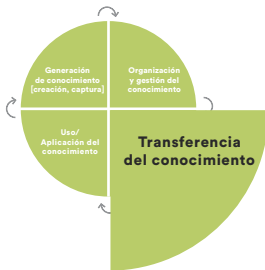 Generación
de conocimiento
[creación, captura]
Organización
y gestión del
conocimiento
Uso/
Aplicación del
conocimiento
Transferencia
del conocimiento